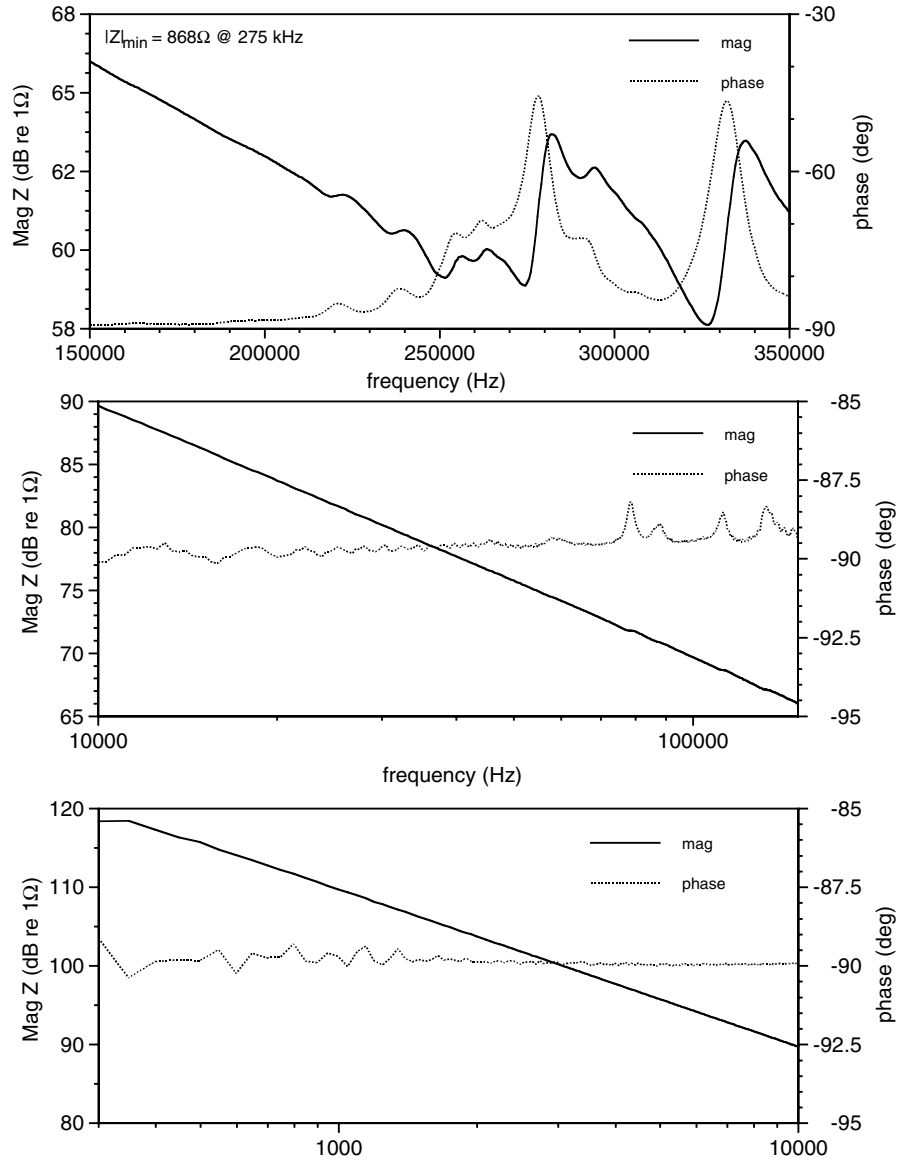 68
65
62
60
58
Mag Z (dB re 1Ω)
|Z|min = 868Ω @ 275 kHz
mag
phase
-30
-60
-90
phase (deg)
150000 200000 250000 300000 350000
frequency (Hz)
90
85
80
75
70
65
Mag Z (dB re 1Ω)
mag
phase
-85
-87.5
-90
-92.5
-95
phase (deg)
10000 100000
frequency (Hz)
120
110
100
90
80
Mag Z (dB re 1Ω)
mag
phase
-85
-87.5
-90
-92.5
-95
phase (deg)
1000 10000